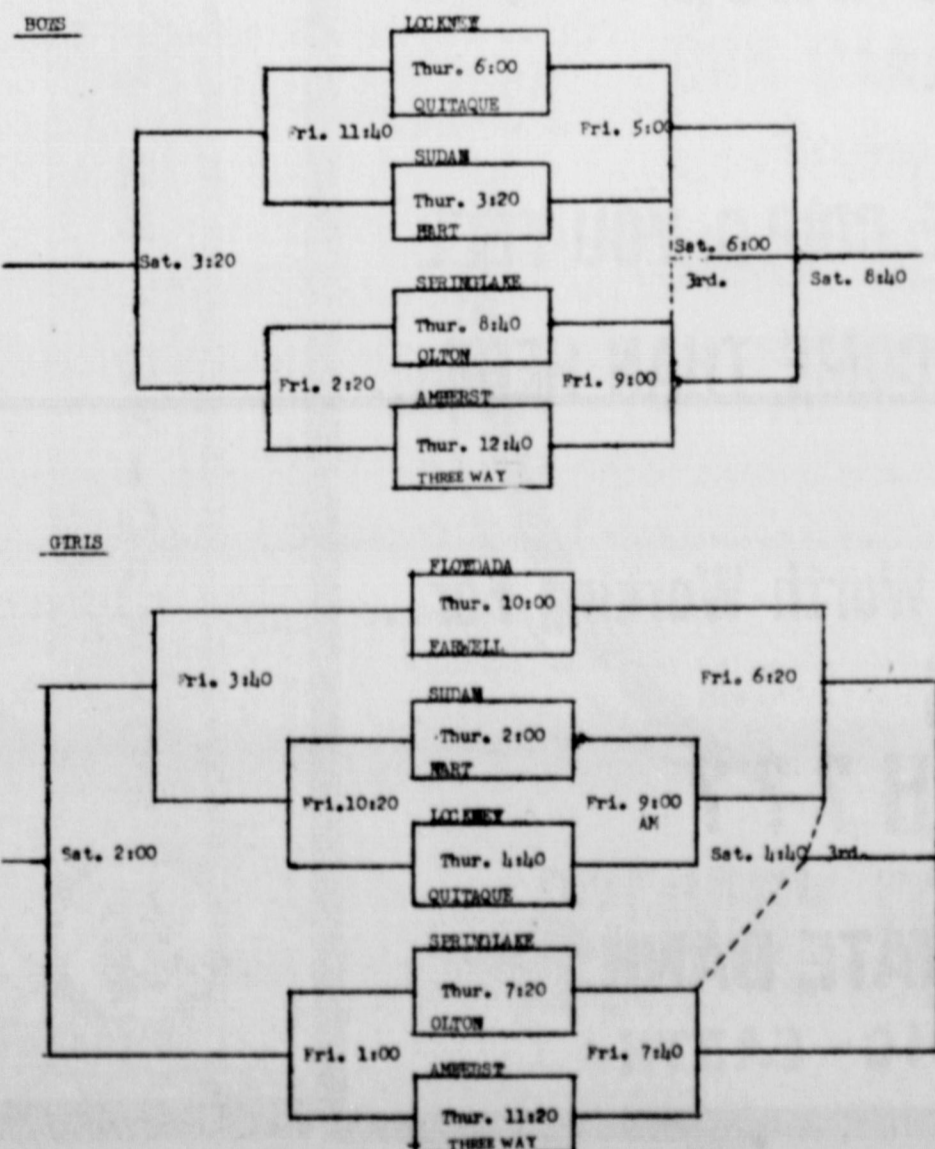 BOYS
LOCKNEY
Thur. 6:00
QUITAQUE
Fri. 11:40
Fri. 5:00
SUDAN
Thur. 3:20
HART
Sat. 3:20
Sat. 6:00
3rd.
Sat. 8:40
SPRINGLAKE
Thur. 8:40
OLTON
Fri. 2:20
Fri. 9:00
AMHERST
Thur. 12:40
THREE WAY
GIRLS
FLOYDADA
Thur. 10:00
FARWELL
Fri. 3:40
Fri. 6:20
SUDAN
Thur. 2:00
HART
Fri. 10:20
Fri. 9:00
AM
LOCKNEY
Thur. 4:40
QUITAQUE
Sat. 2:00
Sat. 4:40 3rd.
SPRINGLAKE
Thur. 7:20
OLTON
Fri. 1:00
Fri. 7:40
AMHERST
Thur. 11:20
THREE WAY